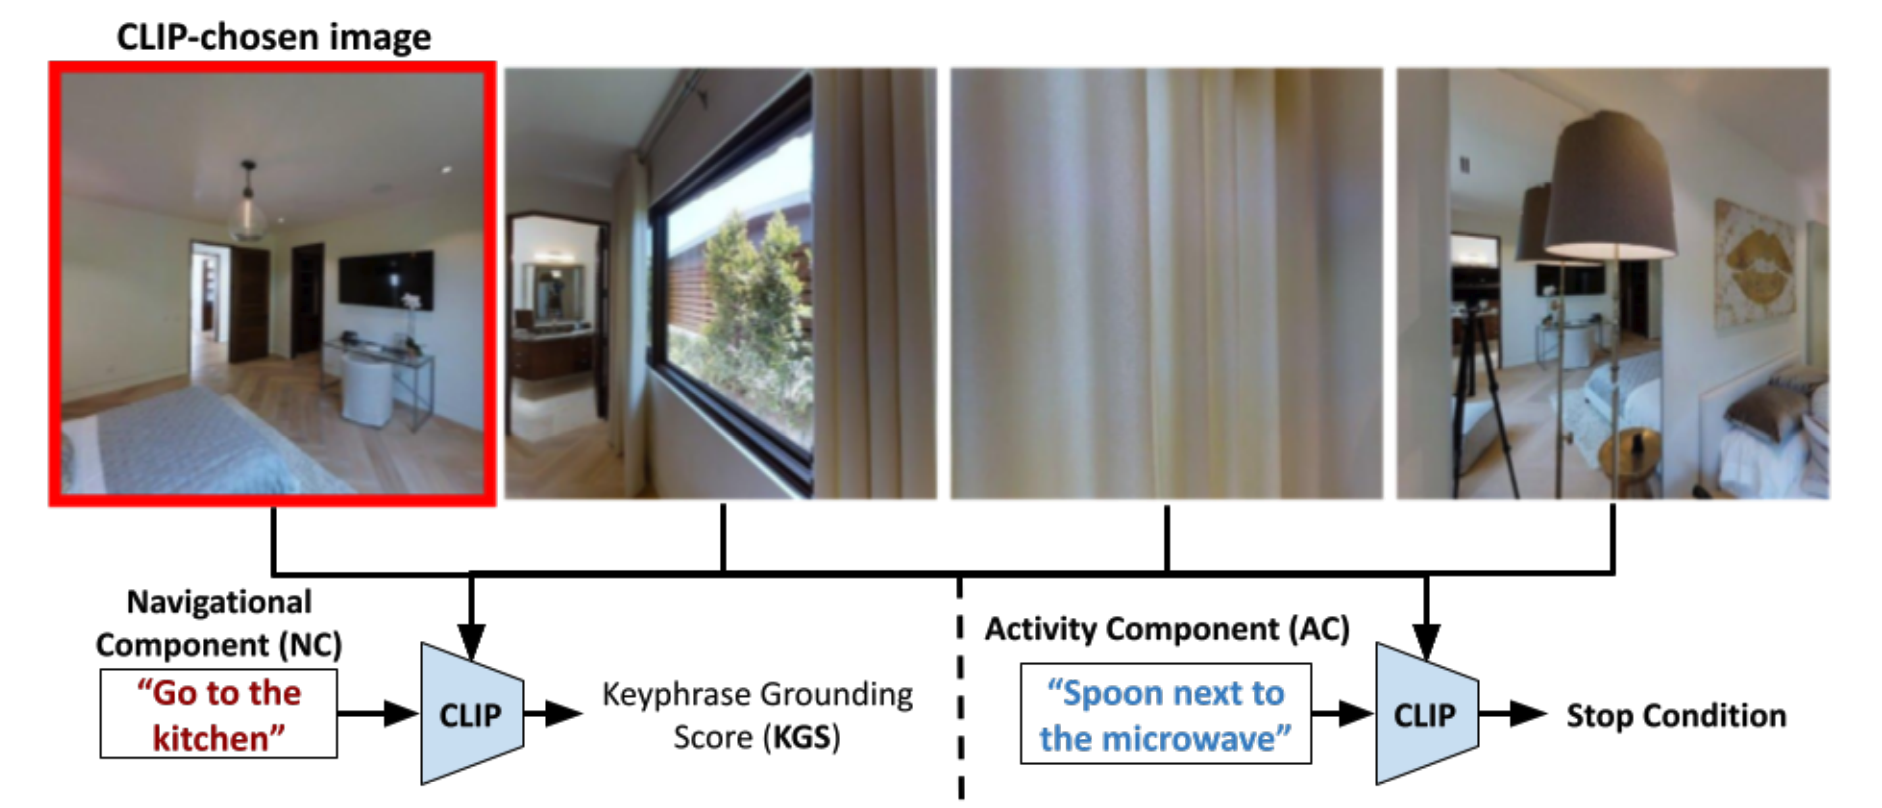 CLIP-chosen image
Navigational
Component (NC)
“Go to the
kitchen”
CLIP
Keyphrase Grounding
Score (KGS)
Activity Component (AC)
“Spoon next to
the microwave”
CLIP
Stop Condition